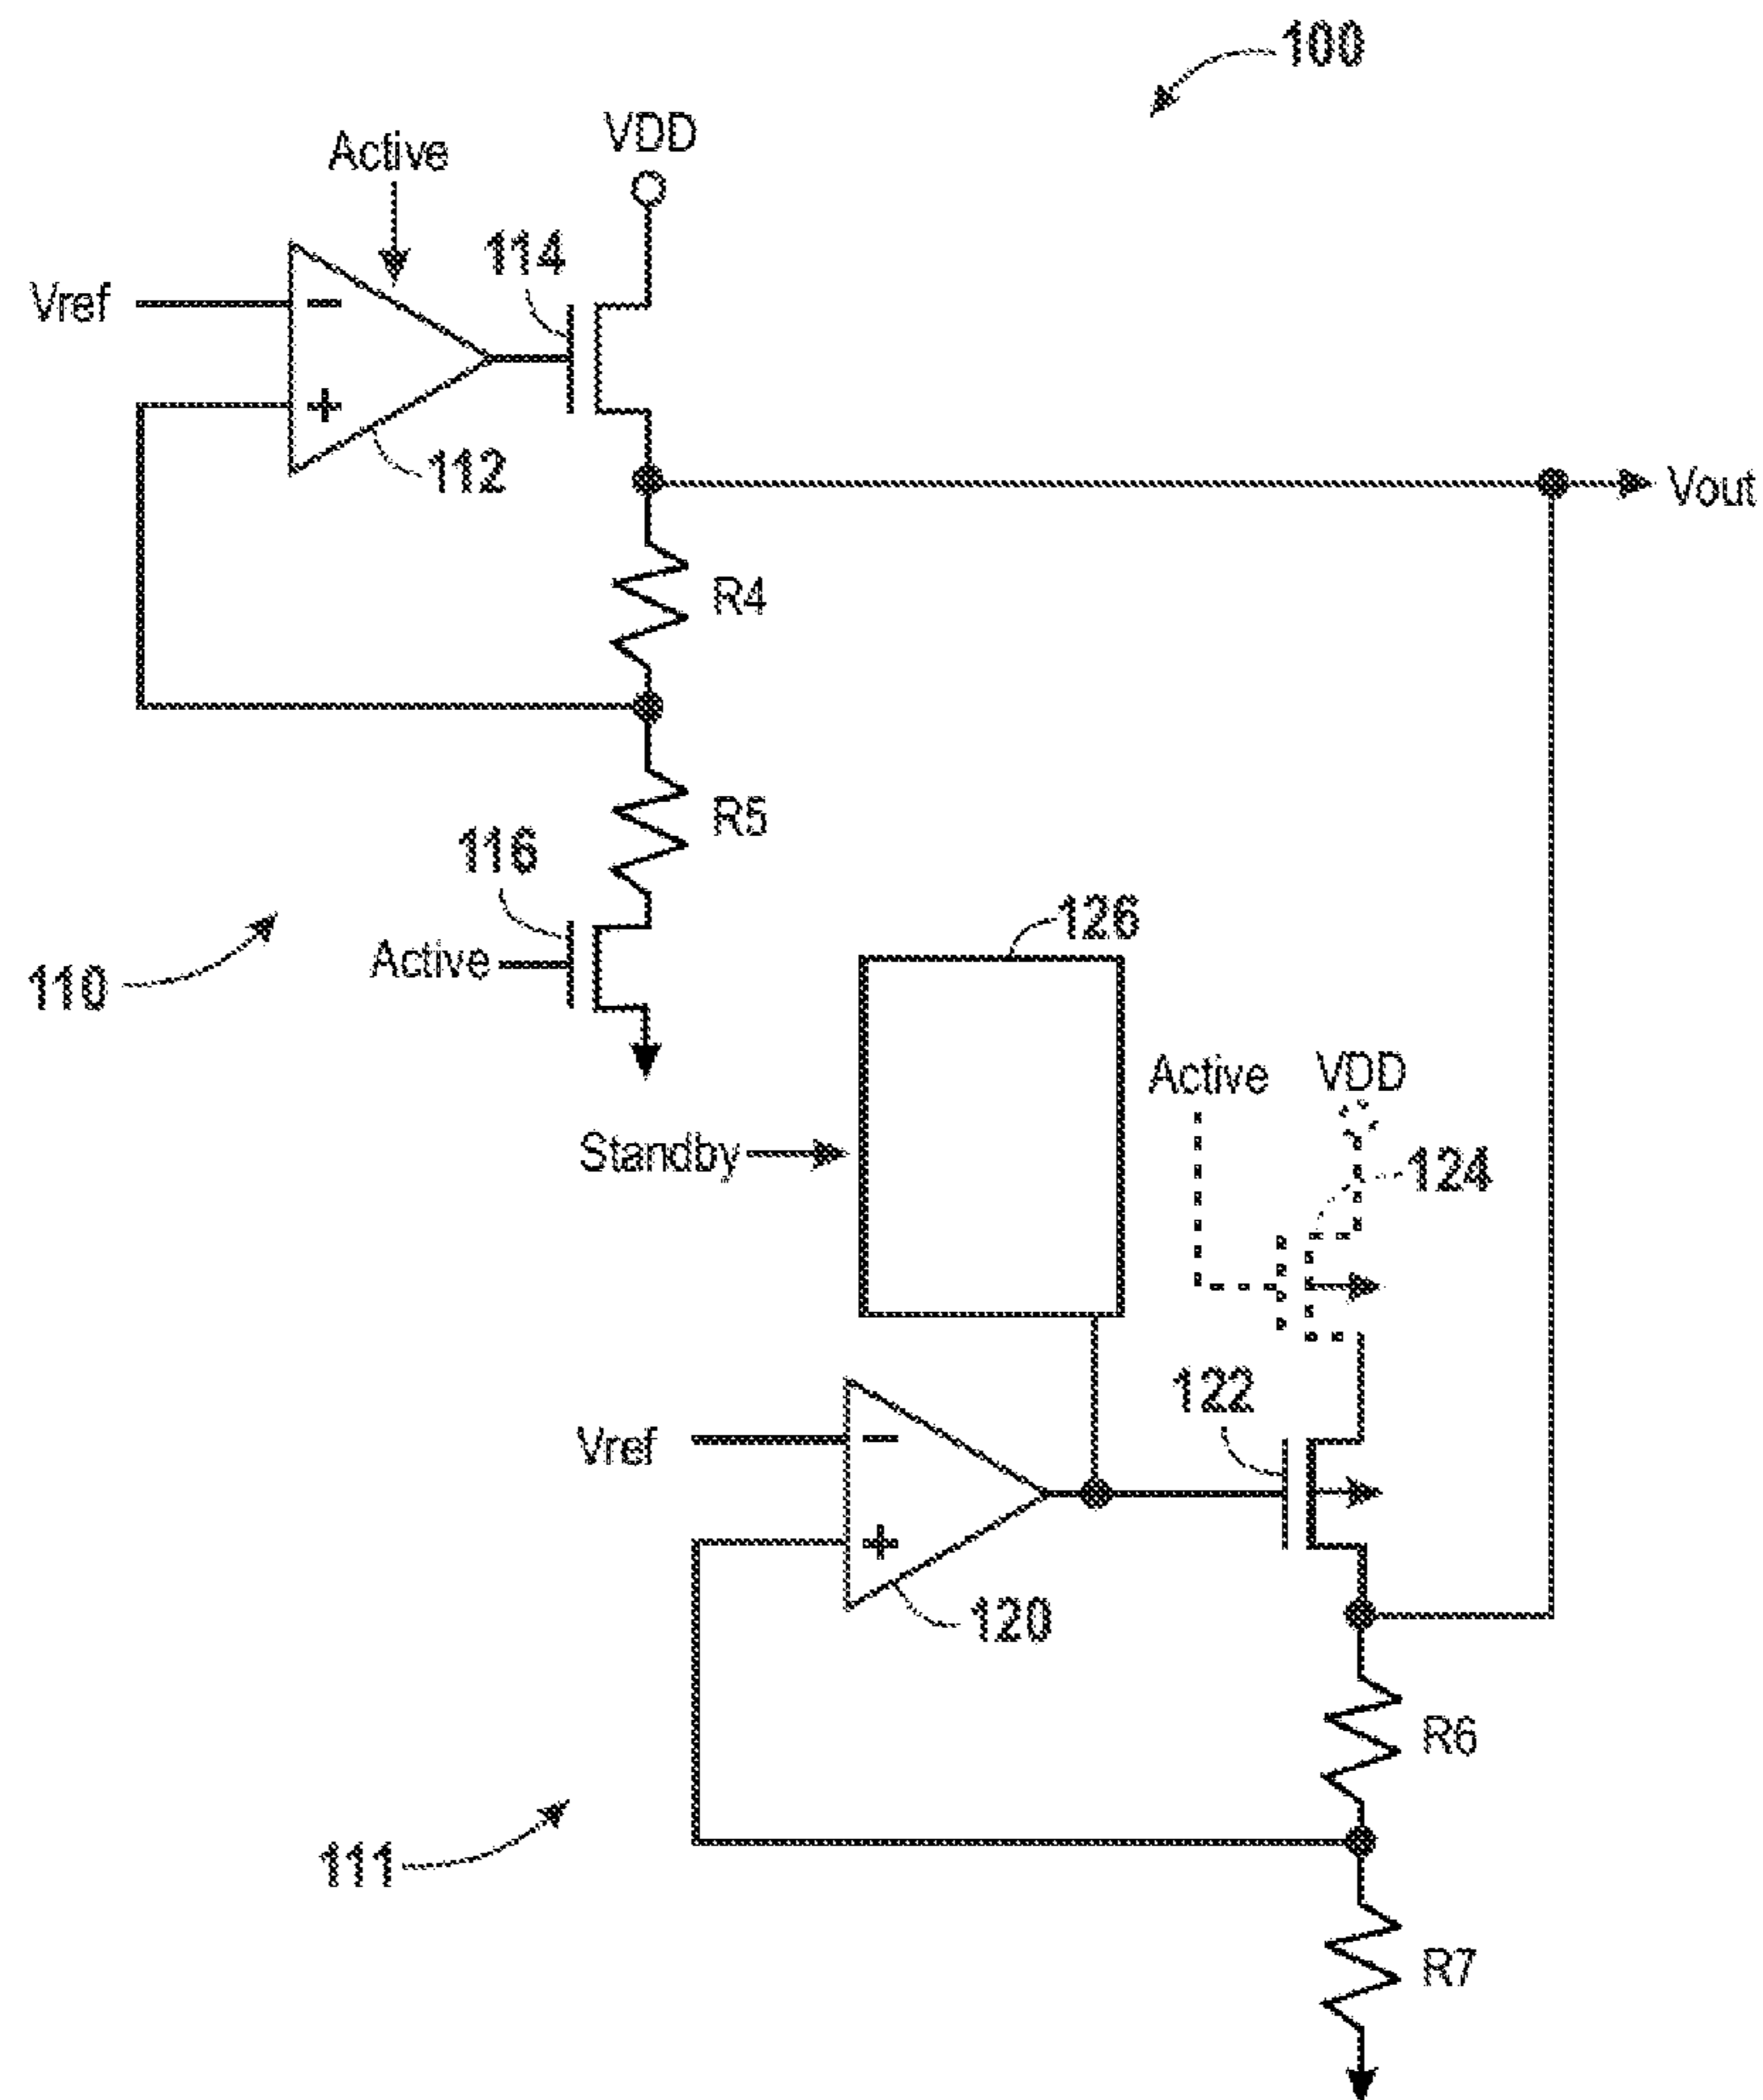 100
Active
VDD
114
Vref
−
+
112
Vout
R4
R5
116
Active
110
126
Active
VDD
Standby
124
122
Vref
−
+
120
R6
111
R7